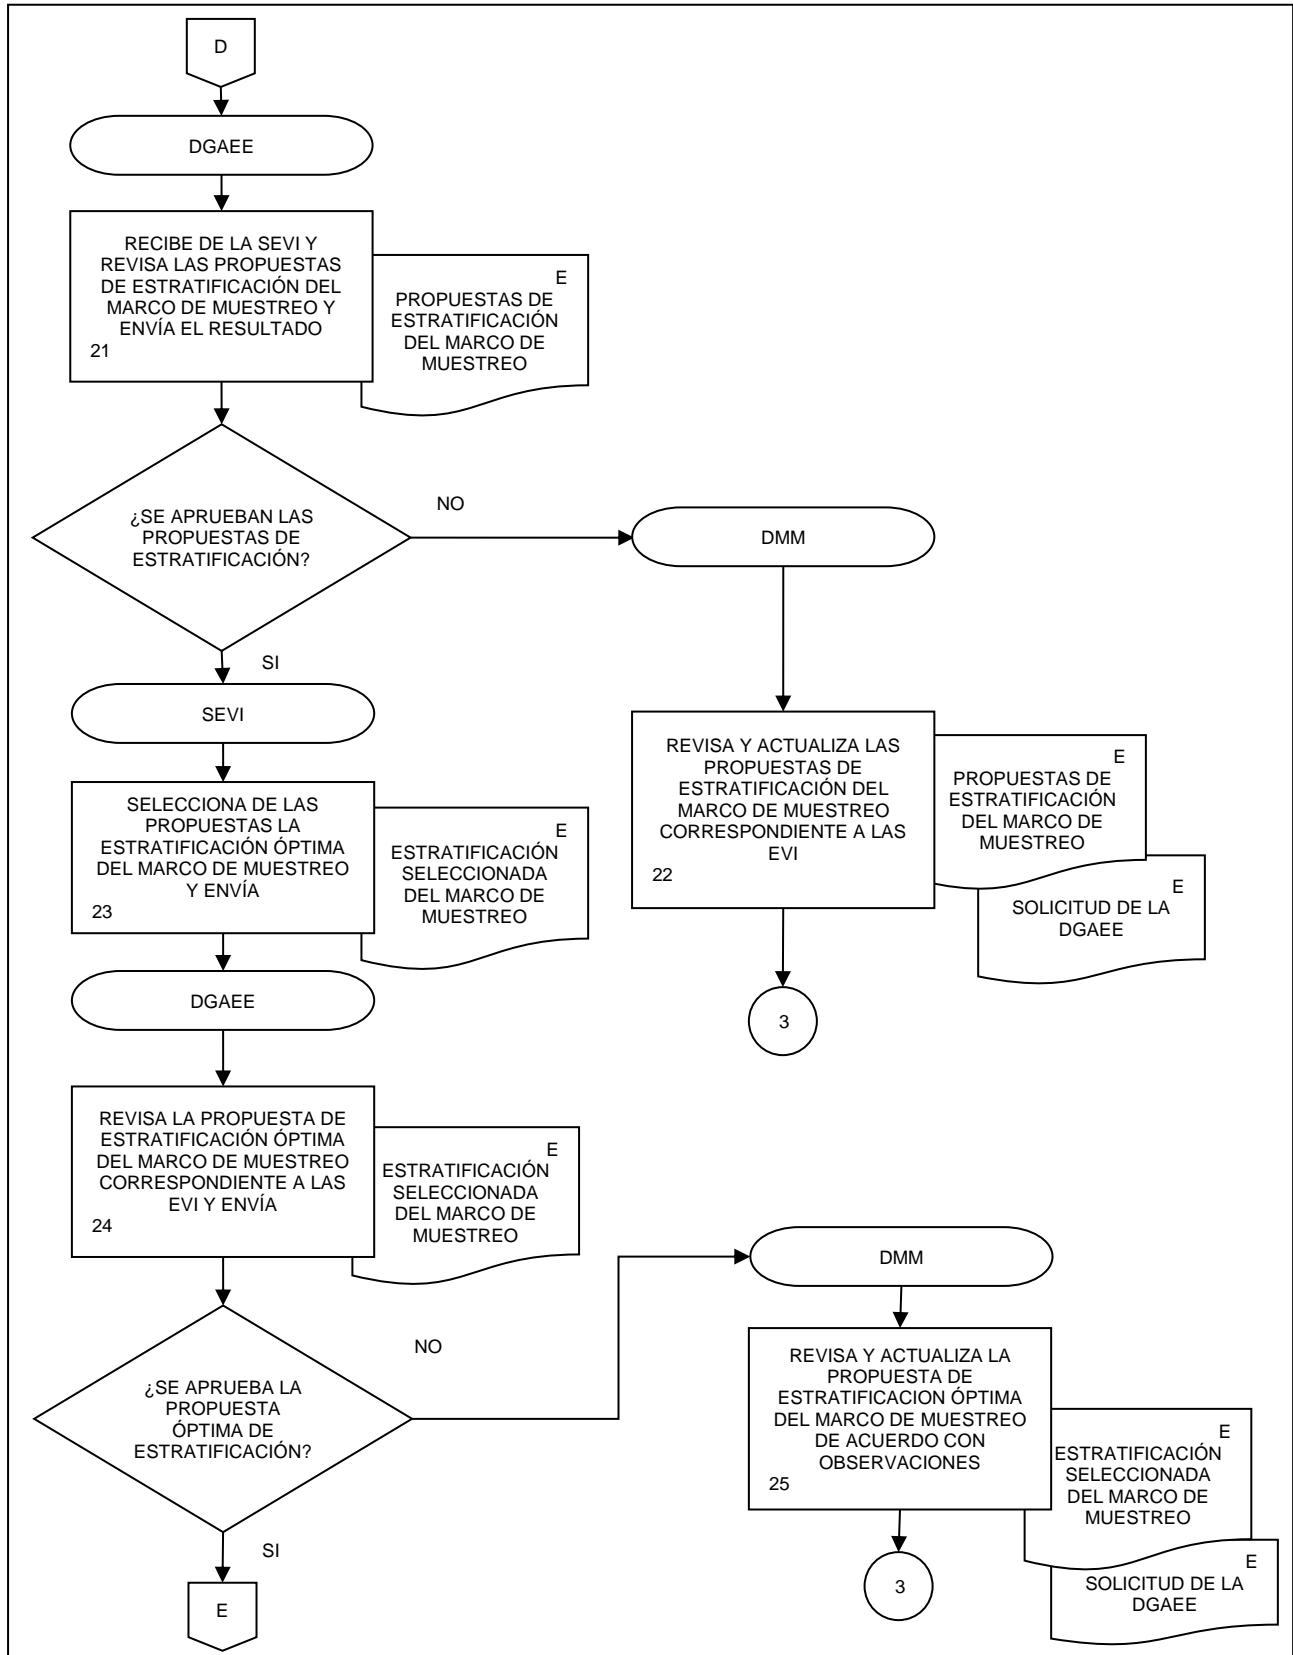 D
DGAEE
RECIBE DE LA SEVI Y
REVISA LAS PROPUESTAS
DE ESTRATIFICACIÓN DEL
MARCO DE MUESTREO Y
ENVÍA EL RESULTADO
21
E
PROPUESTAS DE
ESTRATIFICACIÓN
DEL MARCO DE
MUESTREO
¿SE APRUEBAN LAS
PROPUESTAS DE
ESTRATIFICACIÓN?
NO
DMM
SI
SEVI
REVISA Y ACTUALIZA LAS
PROPUESTAS DE
ESTRATIFICACIÓN DEL
MARCO DE MUESTREO
CORRESPONDIENTE A LAS
EVI
22
E
PROPUESTAS DE
ESTRATIFICACIÓN
DEL MARCO DE
MUESTREO
E
SOLICITUD DE LA
DGAEE
3
SELECCIONA DE LAS
PROPUESTAS LA
ESTRATIFICACIÓN ÓPTIMA
DEL MARCO DE MUESTREO
Y ENVÍA
23
E
ESTRATIFICACIÓN
SELECCIONADA
DEL MARCO DE
MUESTREO
DGAEE
REVISA LA PROPUESTA DE
ESTRATIFICACIÓN ÓPTIMA
DEL MARCO DE MUESTREO
CORRESPONDIENTE A LAS
EVI Y ENVÍA
24
E
ESTRATIFICACIÓN
SELECCIONADA
DEL MARCO DE
MUESTREO
¿SE APRUEBA LA
PROPUESTA
ÓPTIMA DE
ESTRATIFICACIÓN?
NO
DMM
REVISA Y ACTUALIZA LA
PROPUESTA DE
ESTRATIFICACION ÓPTIMA
DEL MARCO DE MUESTREO
DE ACUERDO CON
OBSERVACIONES
25
E
ESTRATIFICACIÓN
SELECCIONADA
DEL MARCO DE
MUESTREO
E
SOLICITUD DE LA
DGAEE
3
SI
E